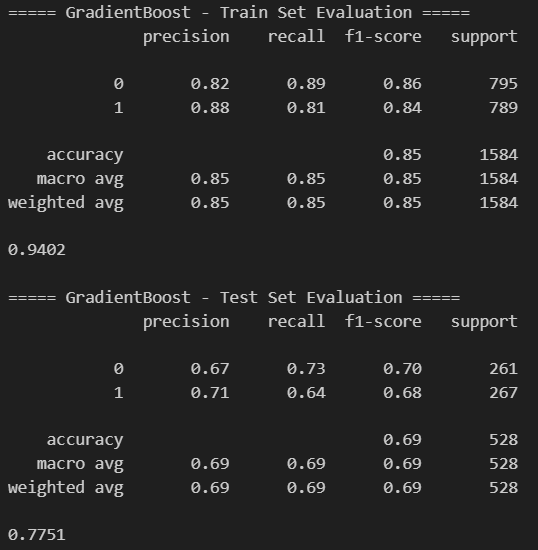 ===== GradientBoost - Train Set Evaluation =====
precision recall f1-score support
0 0.82 0.89 0.86 795
1 0.88 0.81 0.84 789
accuracy 0.85 1584
macro avg 0.85 0.85 0.85 1584
weighted avg 0.85 0.85 0.85 1584
0.9402
===== GradientBoost - Test Set Evaluation =====
precision recall f1-score support
0 0.67 0.73 0.70 261
1 0.71 0.64 0.68 267
accuracy 0.69 528
macro avg 0.69 0.69 0.69 528
weighted avg 0.69 0.69 0.69 528
0.7751